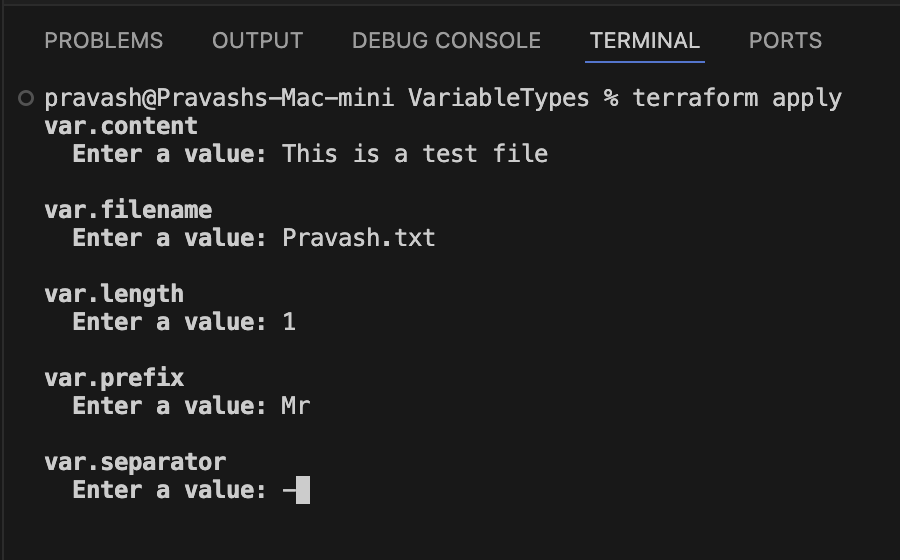 PROBLEMS OUTPUT DEBUG CONSOLE TERMINAL PORTS
pravash@Pravashs-Mac-mini VariableTypes % terraform apply
var.content
Enter a value: This is a test file
var.filename
Enter a value: Pravash.txt
var.length
Enter a value: 1
var.prefix
Enter a value: Mr
var.separator
Enter a value: -